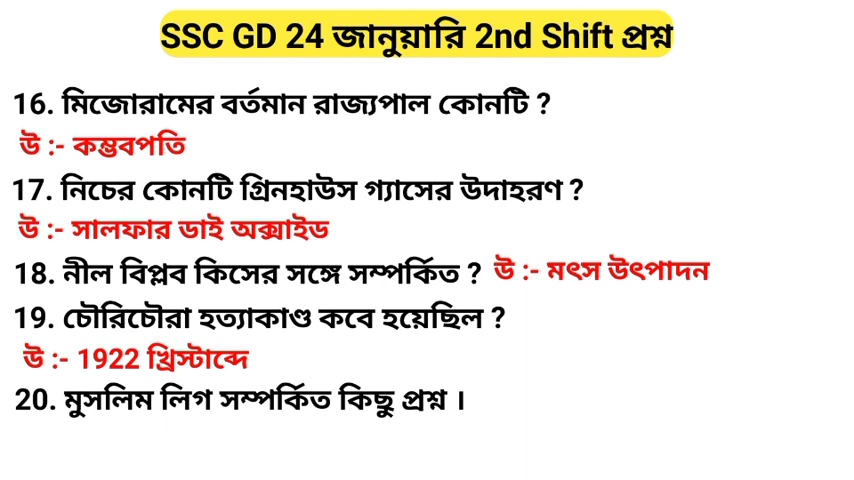 SSC GD 24 জানুয়ারি 2nd Shift প্রশ্ন
16. মিজোরামের বর্তমান রাজ্যপাল কোনটি ?
উ :- কম্ভবপতি
17. নিচের কোনটি গ্রিনহাউস গ্যাসের উদাহরণ ?
উ :- সালফার ডাই অক্সাইড
18. নীল বিপ্লব কিসের সঙ্গে সম্পর্কিত ? উ :- মৎস উৎপাদন
19. চৌরিচৌরা হত্যাকাণ্ড কবে হয়েছিল ?
উ :- 1922 খ্রিস্টাব্দে
20. মুসলিম লিগ সম্পর্কিত কিছু প্রশ্ন ।